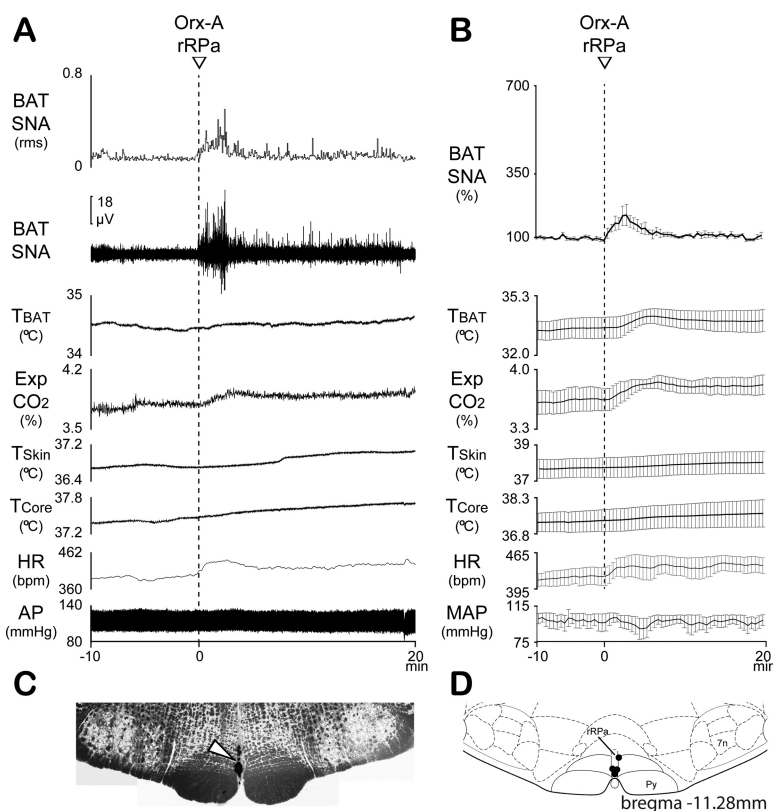 A
Orx-A
rRPa
BAT
SNA
(rms)
0.8
0
18
µV
BAT
SNA
TBAT
(ºC)
35
34
Exp
CO2
(%)
4.2
3.5
TSkin
(ºC)
37.2
36.4
TCore
(ºC)
37.8
37.2
HR
(bpm)
462
360
AP
(mmHg)
140
80
-10
0
20
min
B
Orx-A
rRPa
BAT
SNA
(%)
700
350
100
TBAT
(ºC)
35.3
32.0
Exp
CO2
(%)
4.0
3.3
TSkin
(ºC)
39
37
TCore
(ºC)
38.3
36.8
HR
(bpm)
465
395
MAP
(mmHg)
115
75
-10
0
20
min
C
D
rRPa
7n
Py
bregma -11.28mm